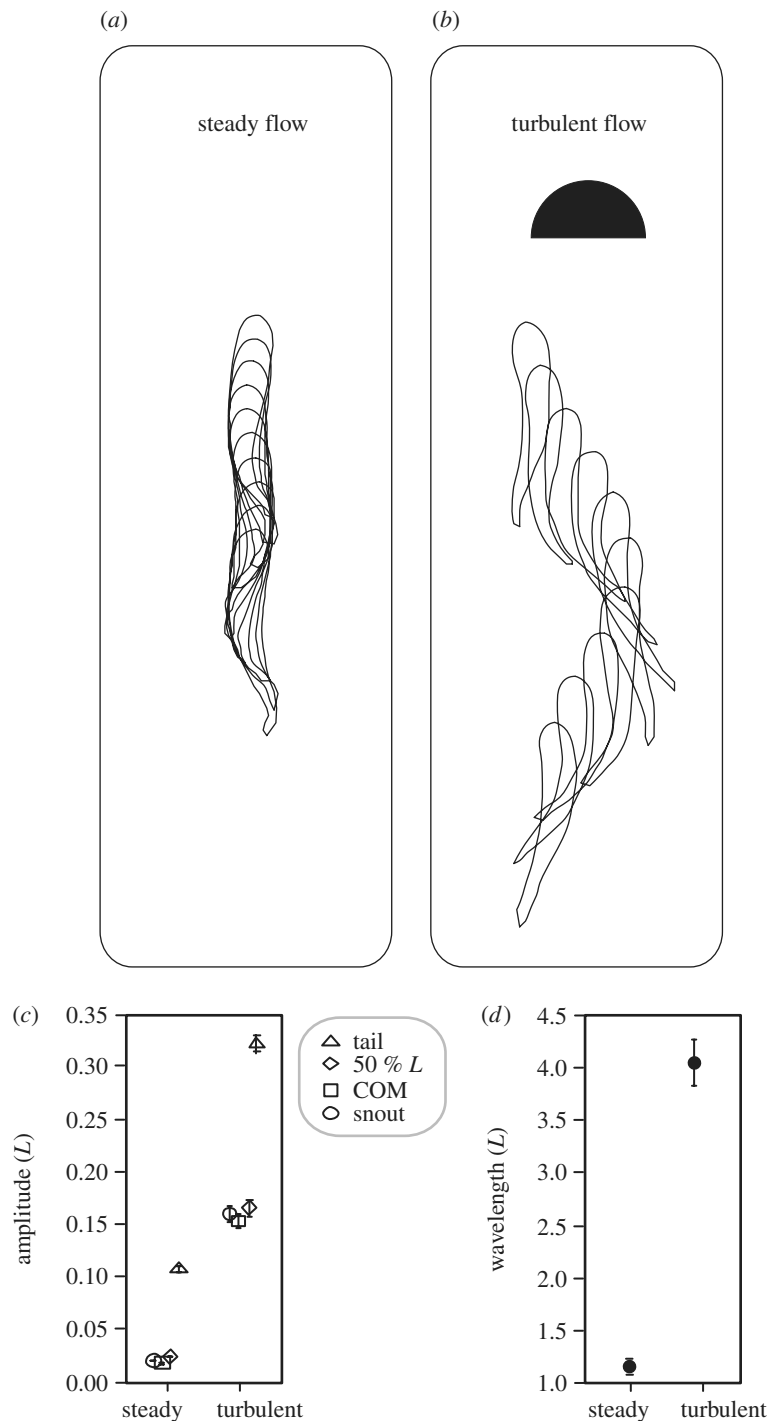 (a)
(b)
steady flow
turbulent flow
(c)
0.35
0.30
0.25
0.20
0.15
0.10
0.05
0.00
amplitude (L)
steady
turbulent
tail
50 % L
COM
snout
(d)
4.5
4.0
3.5
4.0
2.5
2.0
1.5
1.0
wavelength (L)
steady
turbulent